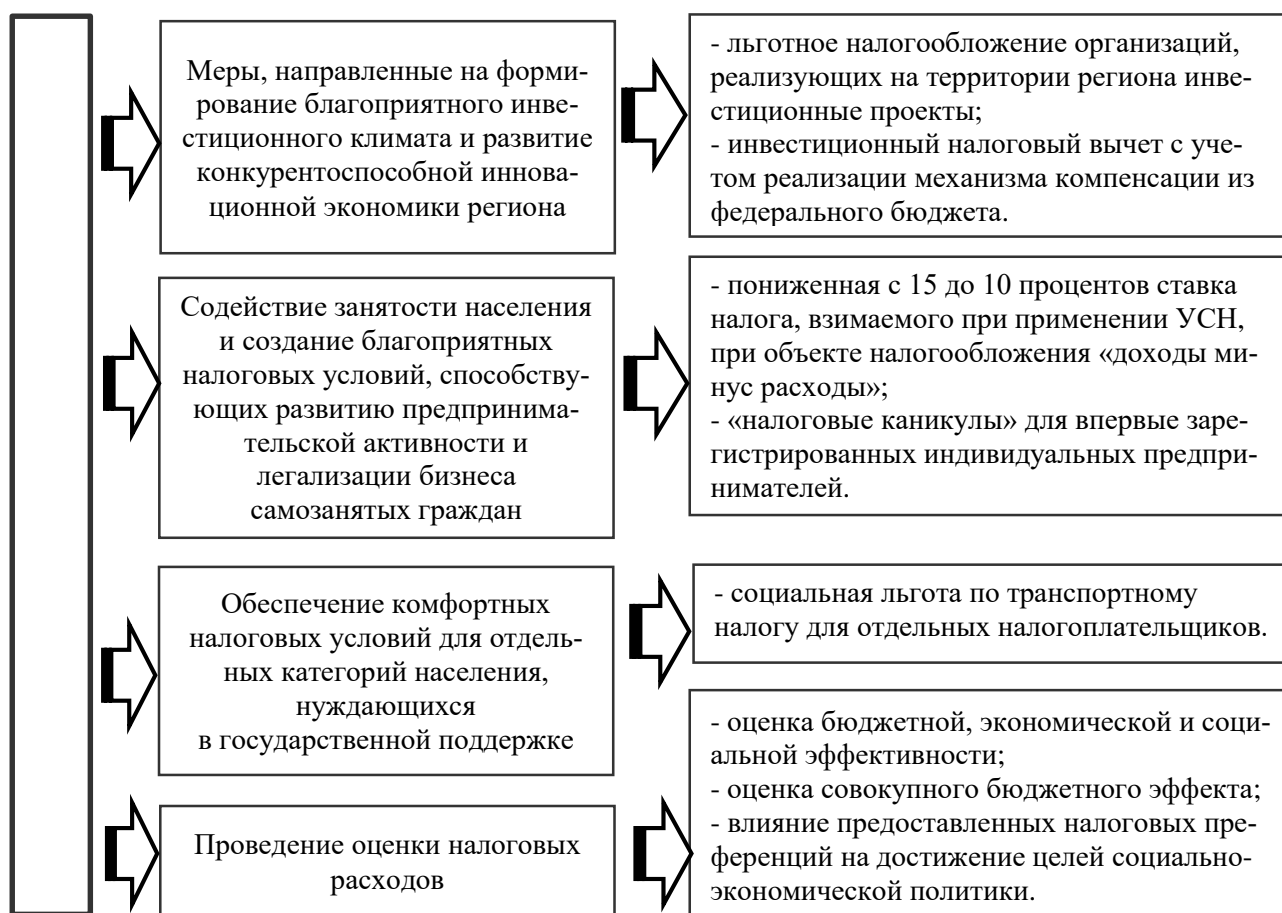 Меры, направленные на форми-
рование благоприятного инве-
стиционного климата и развитие
конкурентоспособной иннова-
ционной экономики региона
- льготное налогообложение организаций,
реализующих на территории региона инве-
стиционные проекты;
- инвестиционный налоговый вычет с уче-
том реализации механизма компенсации из
федерального бюджета.
Содействие занятости населения
и создание благоприятных
налоговых условий, способству-
ющих развитию предпринима-
тельской активности и
легализации бизнеса
самозанятых граждан
- пониженная с 15 до 10 процентов ставка
налога, взимаемого при применении УСН,
при объекте налогообложения «доходы ми-
нус расходы»;
- «налоговые каникулы» для впервые заре-
гистрированных индивидуальных предпри-
нимателей.
Обеспечение комфортных
налоговых условий для отдель-
ных категорий населения,
нуждающихся
в государственной поддержке
- социальная льгота по транспортному
налогу для отдельных налогоплательщиков.
Проведение оценки налоговых
расходов
- оценка бюджетной, экономической и соци-
альной эффективности;
- оценка совокупного бюджетного эффекта;
- влияние предоставленных налоговых пре-
ференций на достижение целей социально-
экономической политики.